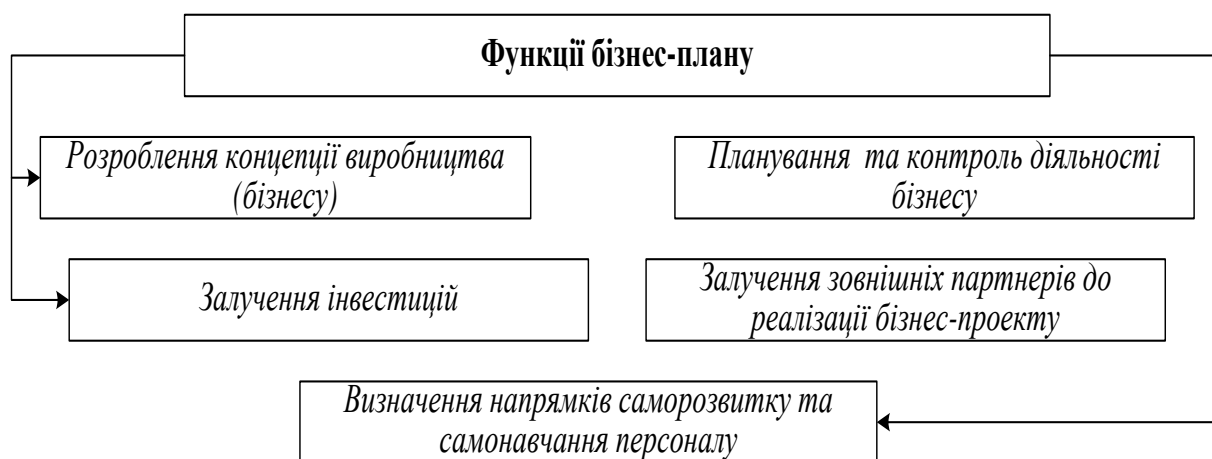 Функції бізнес-плану
Розроблення концепції виробництва
(бізнесу)
Планування та контроль діяльності
бізнесу
Залучення інвестицій
Залучення зовнішніх партнерів до
реалізації бізнес-проекту
Визначення напрямків саморозвитку та
самонавчання персоналу